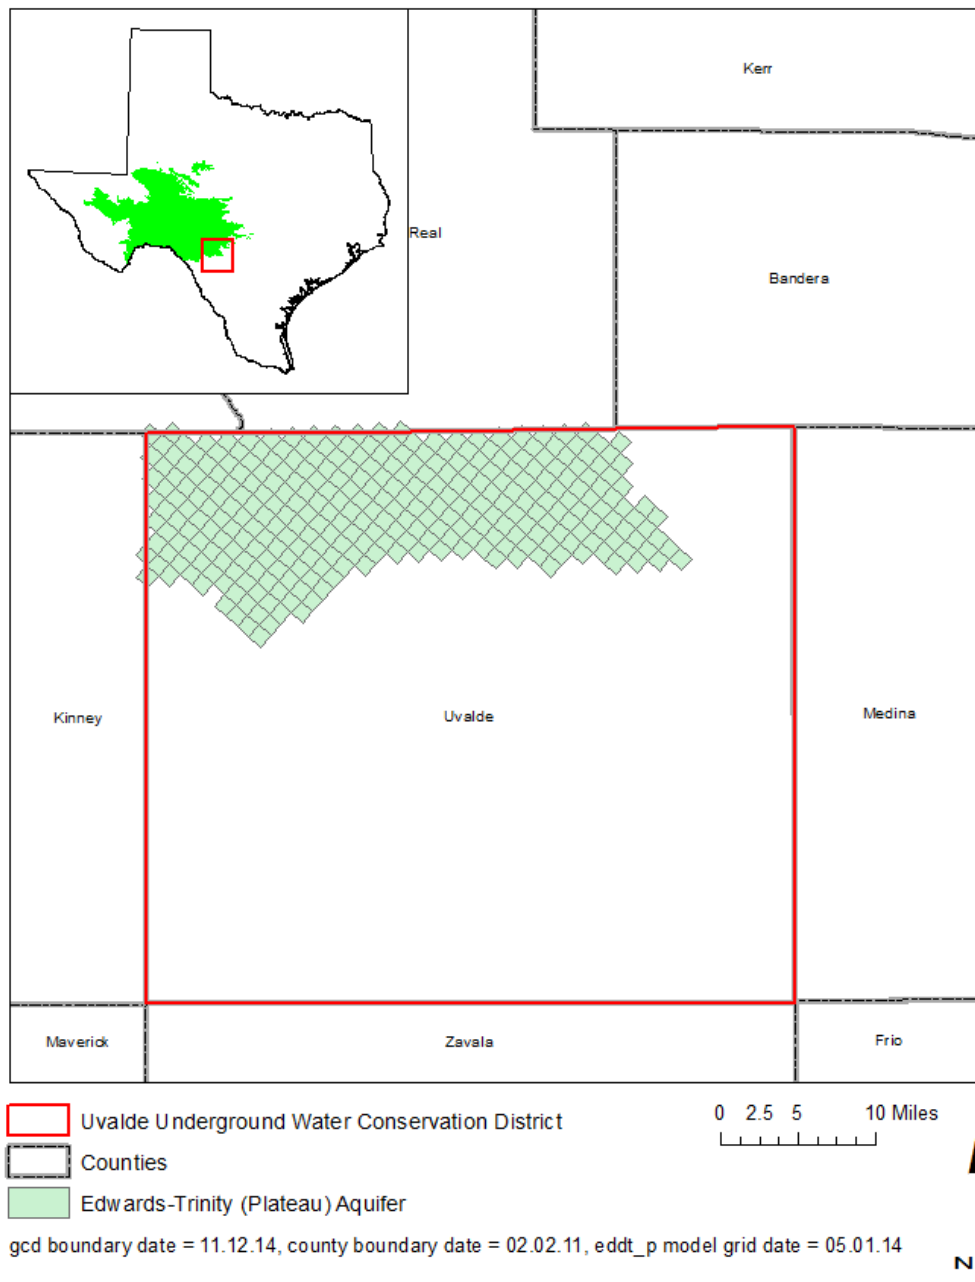 Kerr
Real
Bandera
Kinney
Uvalde
Medina
Maverick
Zavala
Frio
Uvalde Underground Water Conservation District
0 2.5 5 10 Miles
Counties
Edwards-Trinity (Plateau) Aquifer
gcd boundary date = 11.12.14, county boundary date = 02.02.11, eddt_p model grid date = 05.01.14